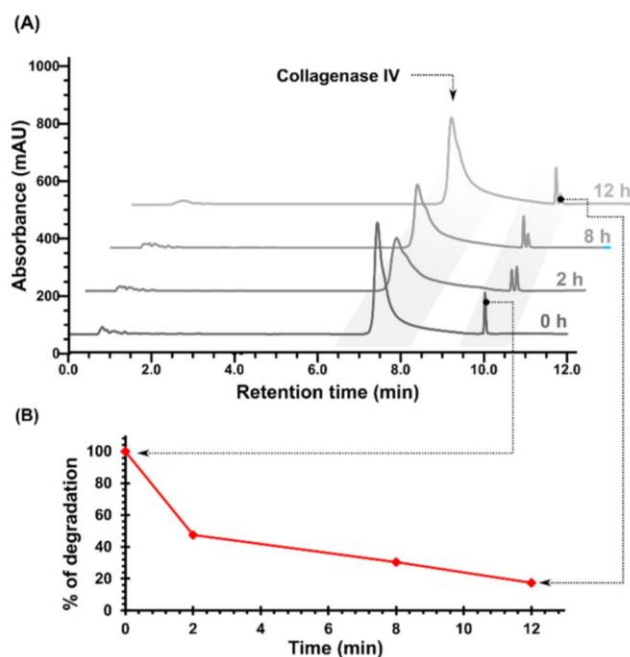 (A)
1000
800
600
400
200
0
Absorbance (mAU)
Collagenase IV
12 h
8 h
2 h
0 h
0.0 2.0 4.0 6.0 8.0 10.0 12.0
Retention time (min)
(B)
100
80
60
40
20
0
% of degradation
0 2 4 6 8 10 12
Time (min)